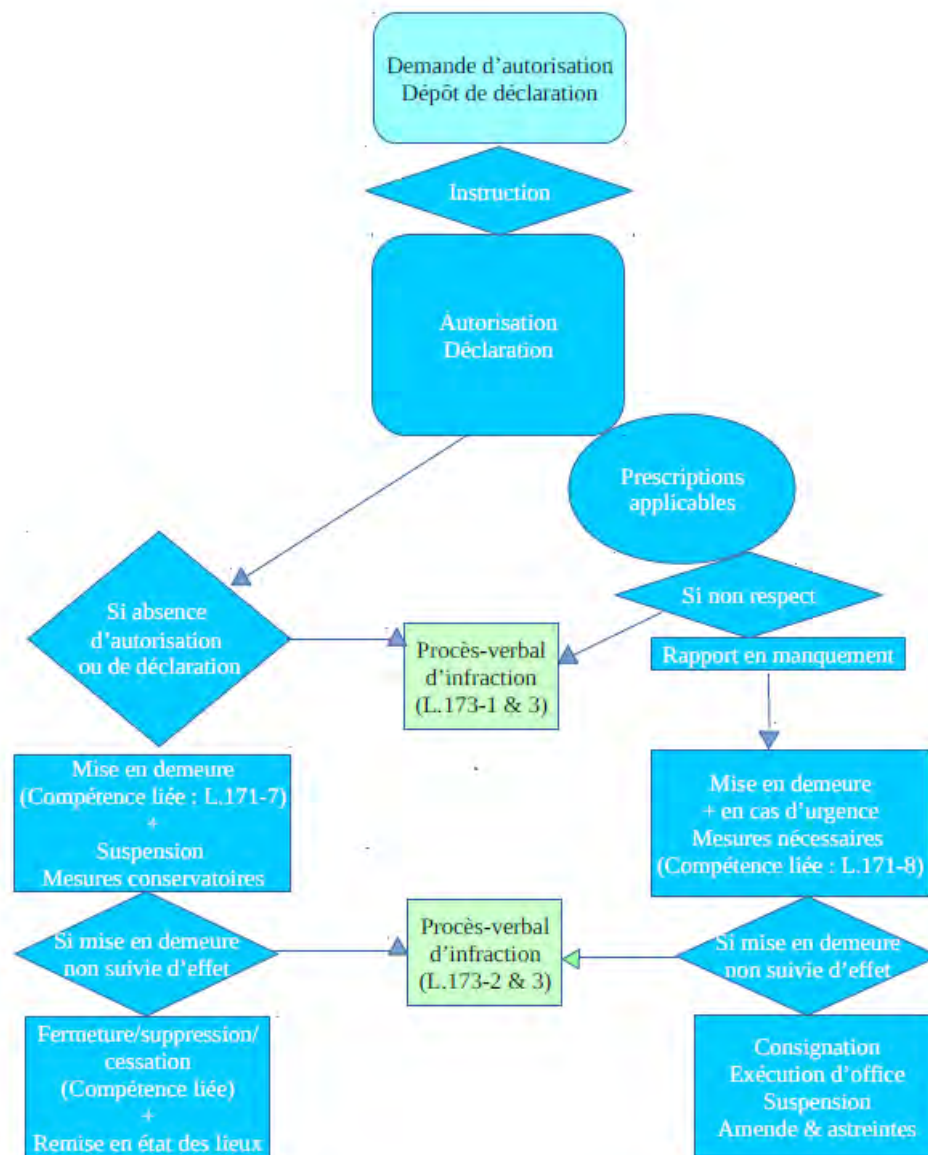 Demande d'autorisation
Dépôt de déclaration
Instruction
Autorisation
Déclaration
Prescriptions
applicables
Si absence
d'autorisation
ou de déclaration
Procès-verbal
d'infraction
(L.173-1 & 3)
Si non respect
Rapport en manquement
Mise en demeure
(Compétence liée : L.171-7)
+
Suspension
Mesures conservatoires
Mise en demeure
+ en cas d'urgence
Mesures nécessaires
(Compétence liée : L.171-8)
Si mise en demeure
non suivie d'effet
Procès-verbal
d'infraction
(L.173-2 & 3)
Si mise en demeure
non suivie d'effet
Fermeture/suppression/
cessation
(Compétence liée)
+
Remise en état des lieux
Consignation
Exécution d'office
Suspension
Amende & astreintes